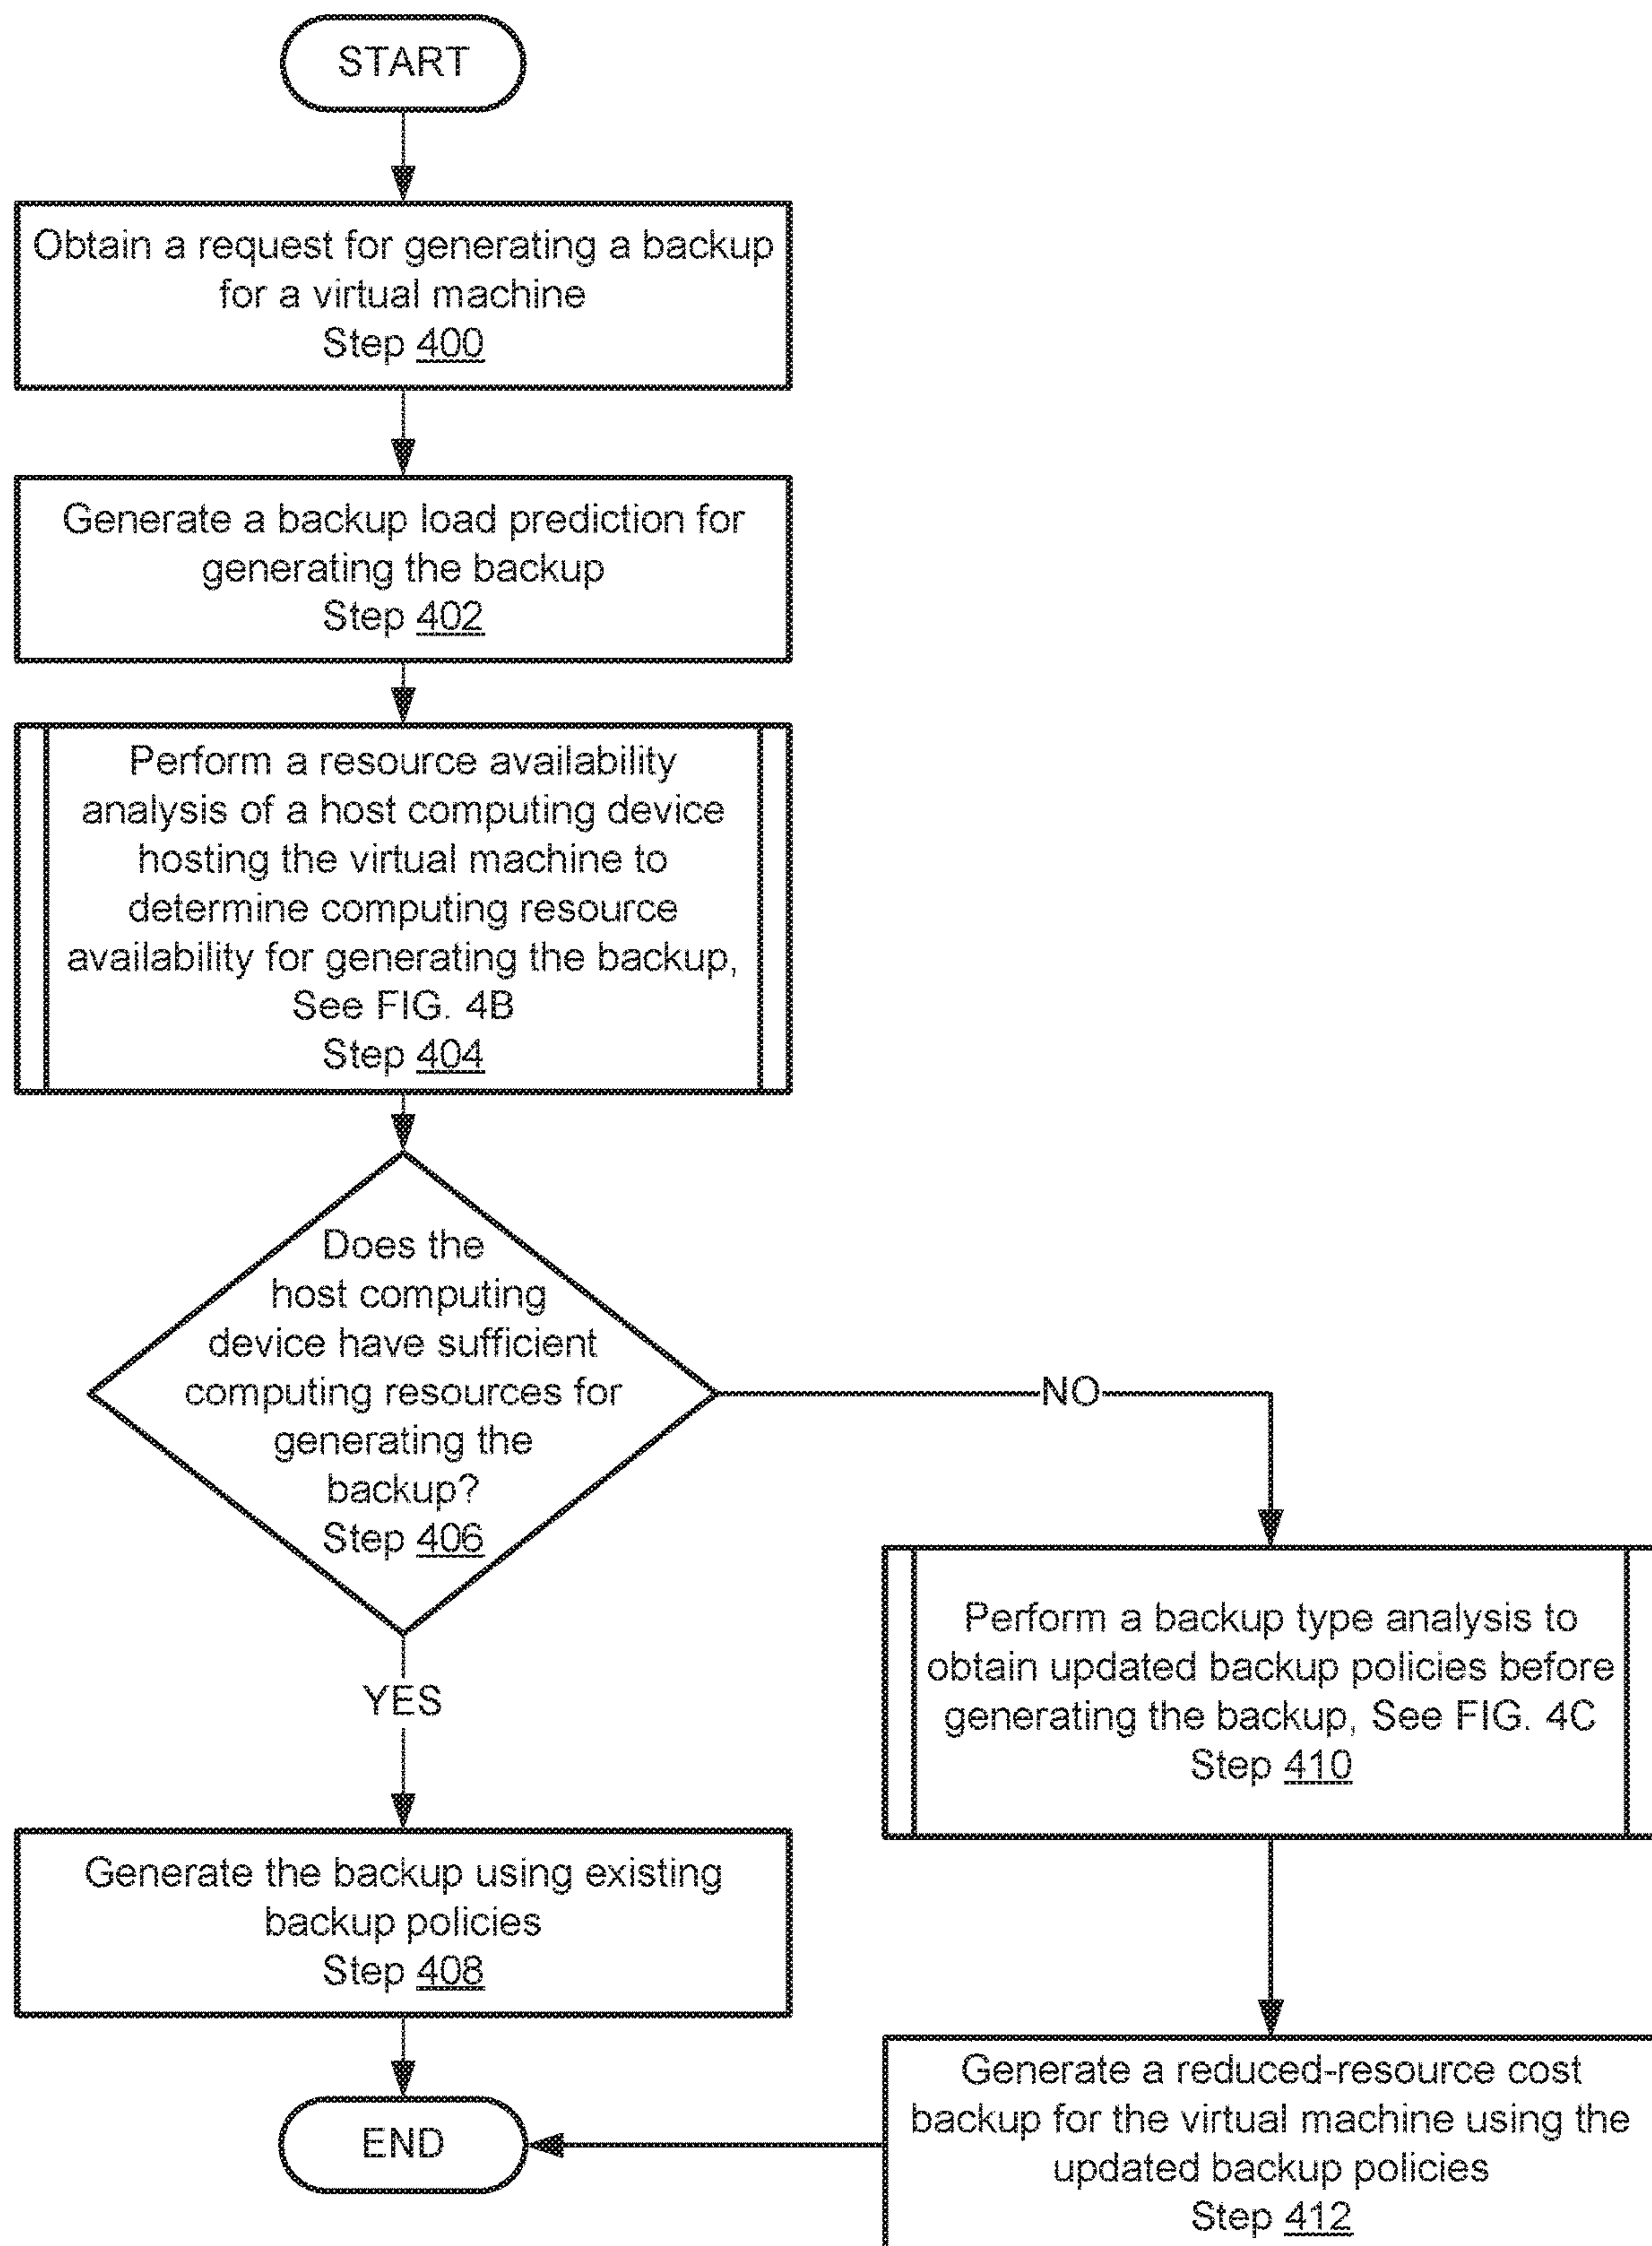 START
Obtain a request for generating a backup
for a virtual machine
Step 400
Generate a backup load prediction for
generating the backup
Step 402
Perform a resource availability
analysis of a host computing device
hosting the virtual machine to
determine computing resource
availability for generating the backup,
See FIG. 4B
Step 404
Does the
host computing
device have sufficient
computing resources for
generating the
backup?
Step 406
NO
YES
Perform a backup type analysis to
obtain updated backup policies before
generating the backup, See FIG. 4C
Step 410
Generate the backup using existing
backup policies
Step 408
Generate a reduced-resource cost
backup for the virtual machine using the
updated backup policies
Step 412
END